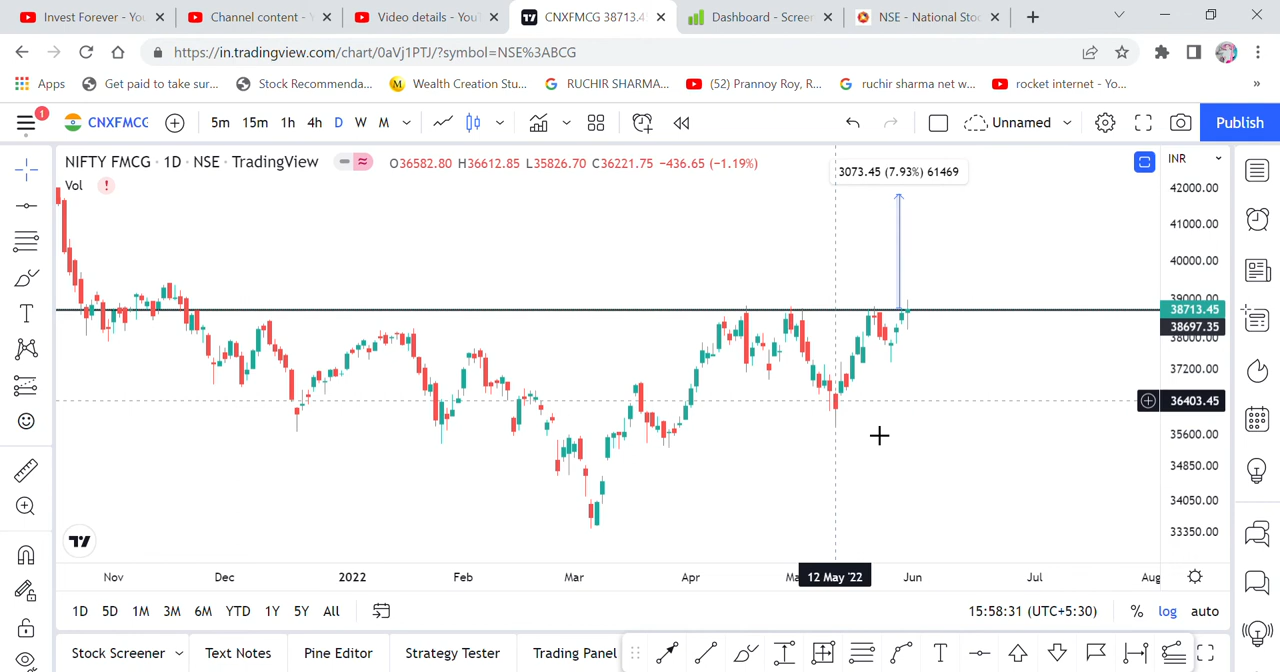 Invest Forever - You
Channel content -
Video details - You
CNXFMCG 38713.4
Dashboard - Screen
NSE - National Stoc
https://in.tradingview.com/chart/0aVj1PTJ/?symbol=NSE%3ABCG
Apps
Get paid to take sur...
Stock Recommenda...
Wealth Creation Stu...
RUCHIR SHARMA...
(52) Prannoy Roy, R...
ruchir sharma net w...
rocket internet - Yo...
»
1
CNXFMCG
5m 15m 1h 4h D W M
Unnamed
Publish
NIFTY FMCG · 1D · NSE · TradingView
O36582.80 H36612.85 L35826.70 C36221.75 −436.65 (−1.19%)
Vol
3073.45 (7.93%) 61469
INR
42000.00
41000.00
40000.00
39000.00
38713.45
38697.35
38000.00
37200.00
36403.45
35600.00
34850.00
34050.00
33350.00
Nov Dec 2022 Feb Mar Apr
12 May '22
Jun Jul Aug
1D 5D 1M 3M 6M YTD 1Y 5Y All
15:58:31 (UTC+5:30)
% log auto
Stock Screener
Text Notes
Pine Editor
Strategy Tester
Trading Panel